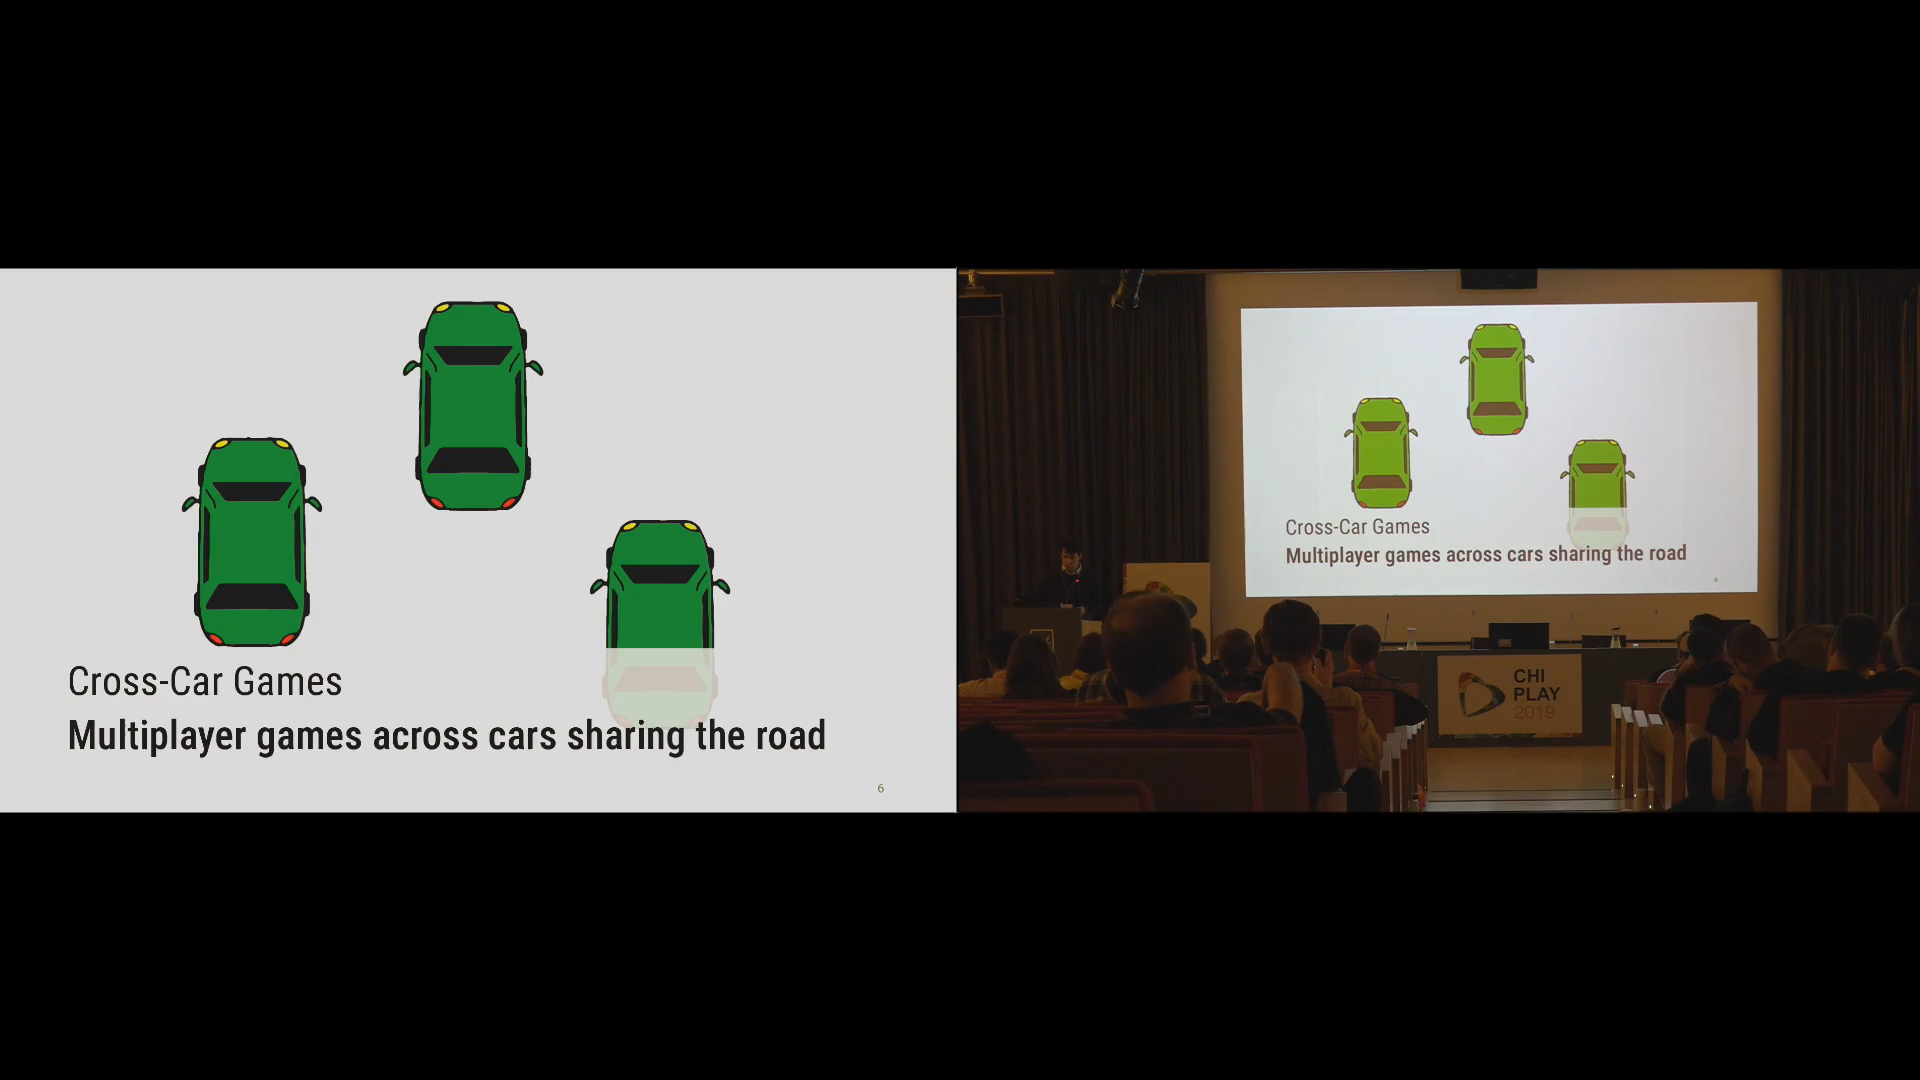 Cross-Car Games
Multiplayer games across cars sharing the road
6
Cross-Car Games
Multiplayer games across cars sharing the road
6
CHI
PLAY
2019